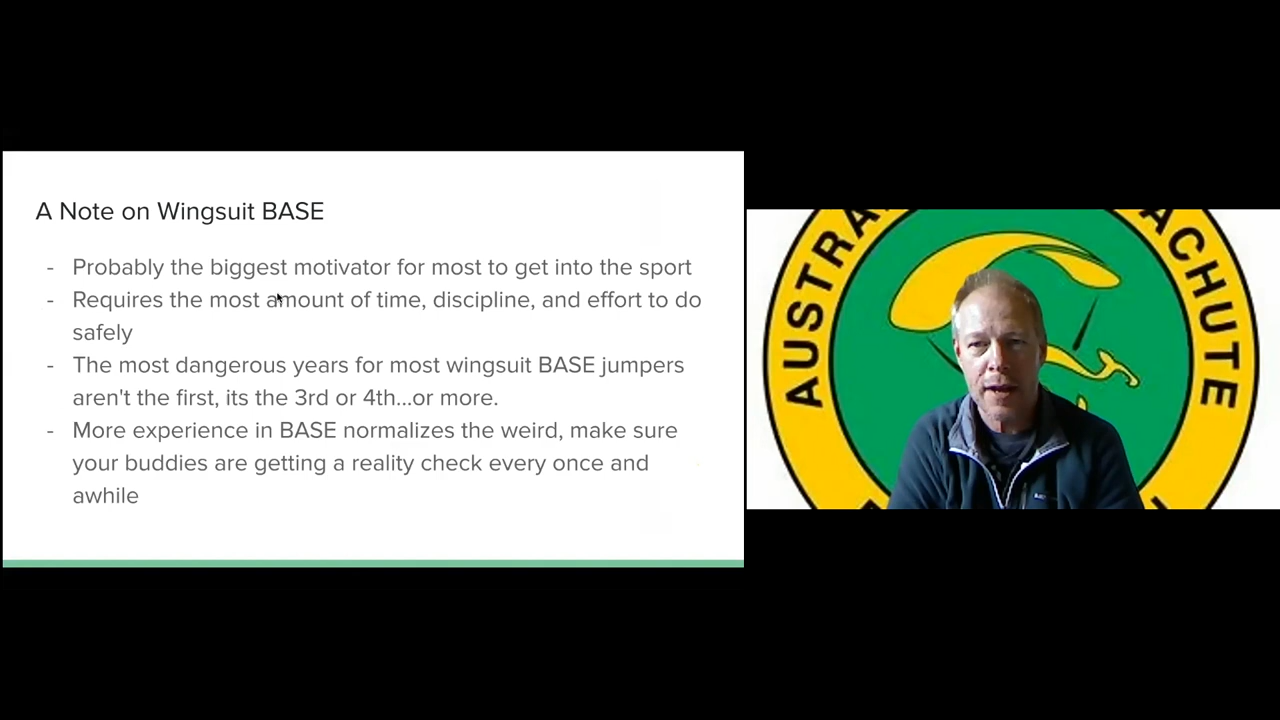 A Note on Wingsuit BASE
- Probably the biggest motivator for most to get into the sport
- Requires the most amount of time, discipline, and effort to do
safely
- The most dangerous years for most wingsuit BASE jumpers
aren't the first, its the 3rd or 4th...or more.
- More experience in BASE normalizes the weird, make sure
your buddies are getting a reality check every once and
awhile
AUSTRA
ACHUTE